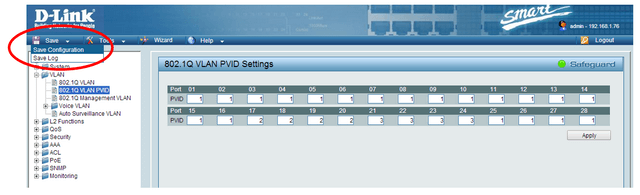 D-Link
Building Networks for People
smart
admin - 192.168.1.76
Save Tools Wizard Help Logout
Save Configuration
Save Log
System
VLAN
802.1Q VLAN
802.1Q VLAN PVID
802.1Q Management VLAN
Voice VLAN
Auto Surveillance VLAN
L2 Functions
QoS
Security
AAA
ACL
PoE
SNMP
Monitoring
802.1Q VLAN PVID Settings
Safeguard
Port 01 02 03 04 05 06 07 08 09 10 11 12 13 14
PVID 1 1 1 1 1 1 1 1 1 1 1 1 1 1
Port 15 16 17 18 19 20 21 22 23 24 25 26 27 28
PVID 1 1 2 2 2 2 3 3 3 3 1 1 1 1
Apply